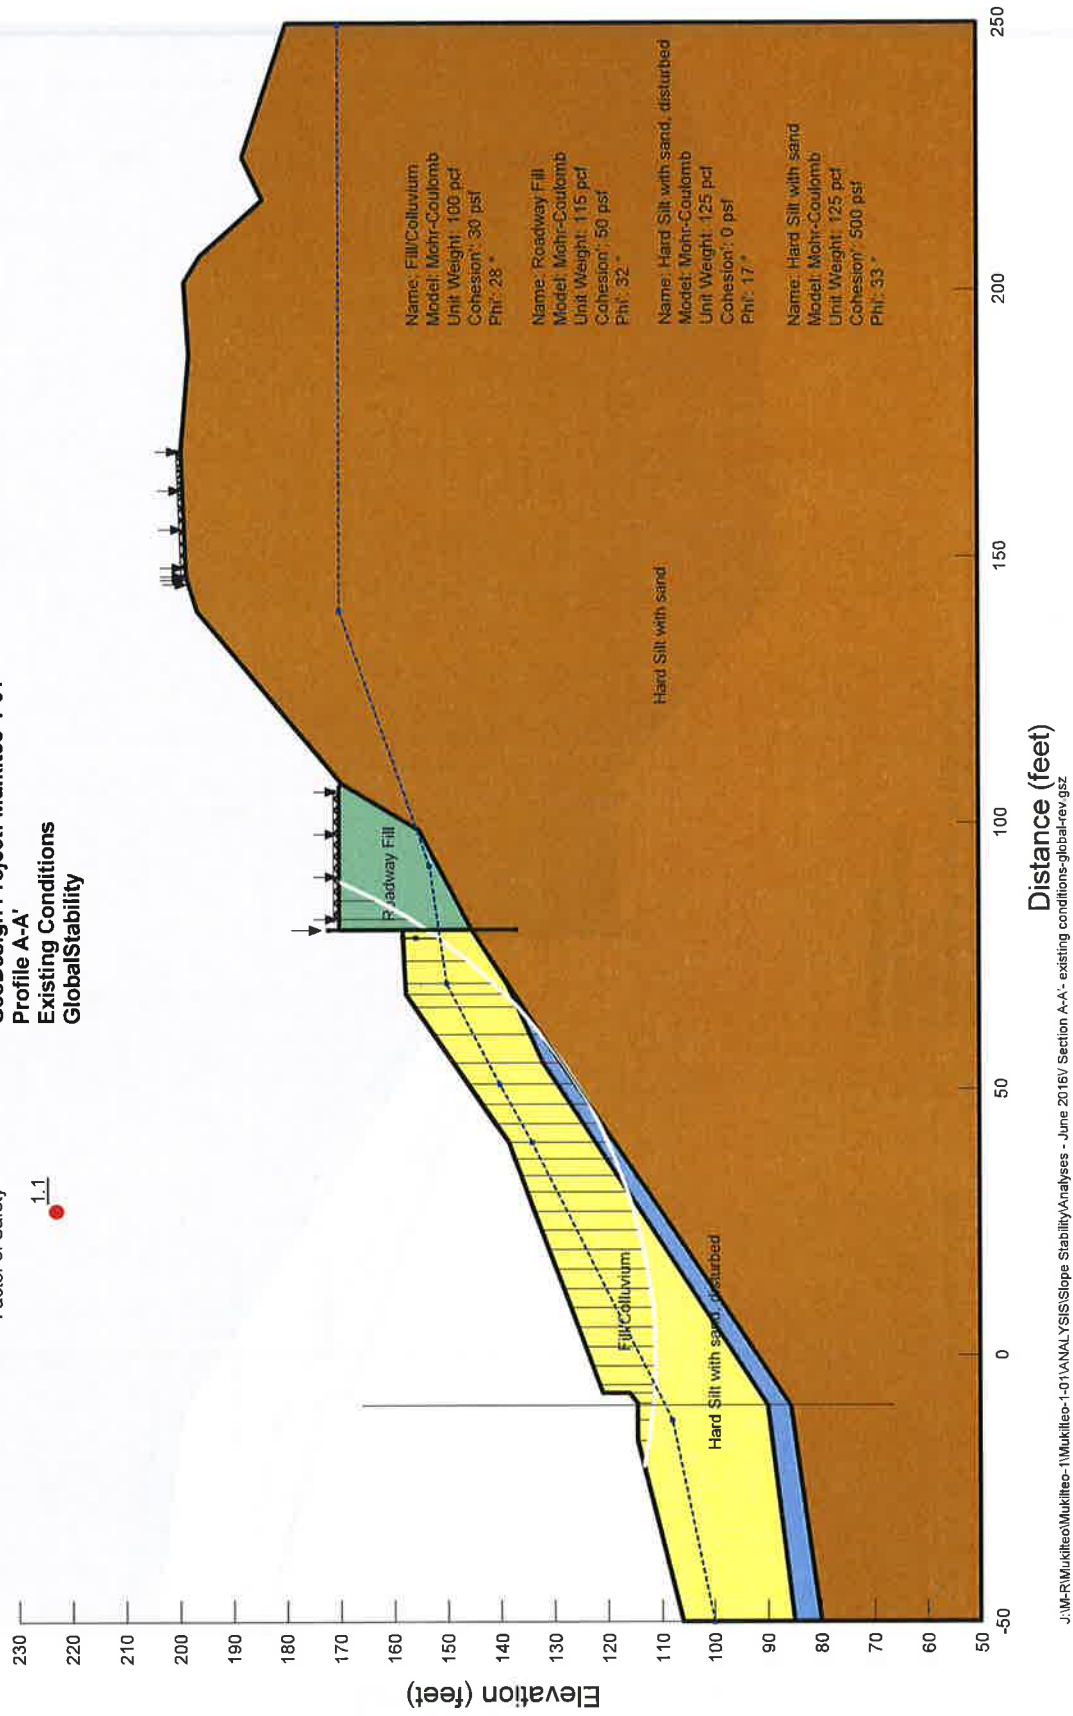 Factor of Safety
1.1
Profile A-A'
Existing Conditions
GlobalStability
Elevation (feet)
230
220
210
200
190
180
170
160
150
140
130
120
110
100
90
80
70
60
50
Roadway Fill
Fill/Colluvium
Hard Silt with sand, disturbed
Hard Silt with sand
Name: Fill/Colluvium
Model: Mohr-Coulomb
Unit Weight: 100 pcf
Cohesion': 30 psf
Phi': 28 °
Name: Roadway Fill
Model: Mohr-Coulomb
Unit Weight: 115 pcf
Cohesion': 50 psf
Phi': 32 °
Name: Hard Silt with sand, disturbed
Model: Mohr-Coulomb
Unit Weight: 125 pcf
Cohesion': 0 psf
Phi': 17 °
Name: Hard Silt with sand
Model: Mohr-Coulomb
Unit Weight: 125 pcf
Cohesion': 500 psf
Phi': 33 °
-50
0
50
100
150
200
250
Distance (feet)
J:\M-R\Mukilteo\Mukilteo-1\Mukilteo-1-01\ANALYSIS\Slope Stability\Analyses - June 2016\/ Section A-A'- existing conditions-global-rev.gsz